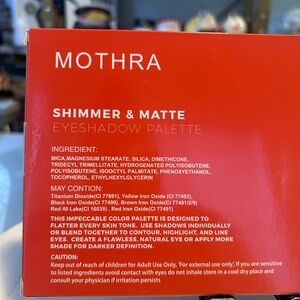 MOTHRA
SHIMMER & MATTE
EYESHADOW PALETTE
INGREDIENT:
MICA,MAGNESIUM STEARATE, SILICA, DIMETHICONE,
TRIDECYL TRIMELLITATE, HYDROGENATED POLYISOBUTENE,
POLYISOBUTENE, ISOCTYL PALMITATE, PHENOXYETHANOL,
TOCOPHEROL, ETHYLHEXYLGLYCERIN
MAY CONTION:
Titanium Dioxide(CI 77891), Yellow Iron Oxide (CI 77492),
Black Iron Oxide(CI 77499), Brown Iron Oxide(CI 77491/2/9)
Red 40 Lake(CI 16035) , Red Iron Oxide(CI 77491)
THIS IMPECCABLE COLOR PALETTE IS DESIGNED TO
FLATTER EVERY SKIN TONE. USE SHADOWS INDIVIDUALLY
OR BLEND TOGETHER TO CONTOUR, HIGHLIGHT, AND LINE
EYES. CREATE A FLAWLESS, NATURAL EYE OR APPLY MORE
SHADE FOR DARKER DEFINITION.
CAUTION:
Keep out of reach of children for Adult Use Only, 'For external use only'. If you are sensitive
to listed ingredients avoid contact with eyes do not inhale store in a cool dry place and
consult your physician if irritation persists